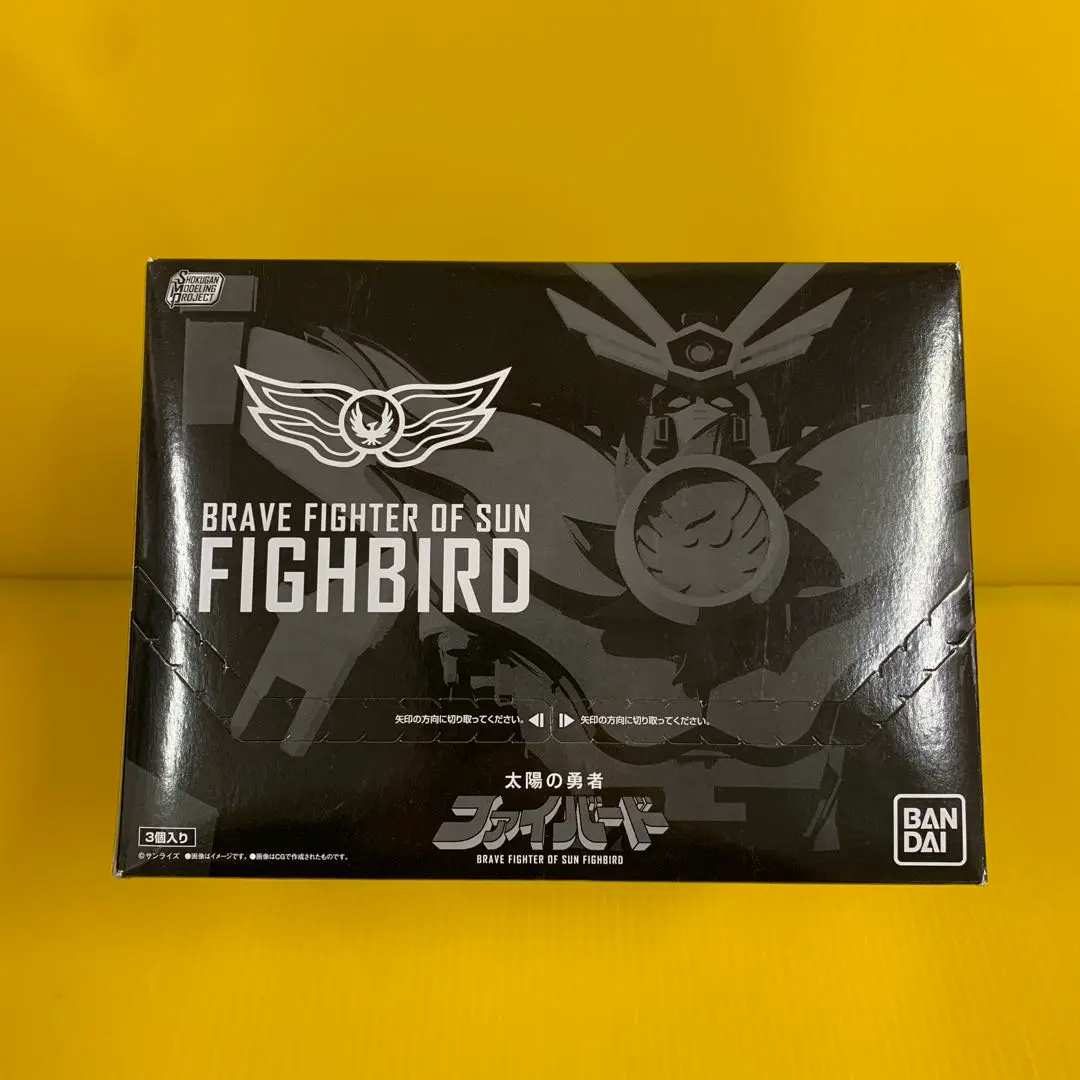 SHOKUGAN
MODELING
PROJECT
BRAVE FIGHTER OF SUN
FIGHBIRD
矢印の方向に切り取ってください。 矢印の方向に切り取ってください。
太陽の勇者
ファイバード
BRAVE FIGHTER OF SUN FIGHBIRD
3個入り
©サンライズ ●画像はイメージです。●画像はCGで作成されたものです。
BAN
DAI